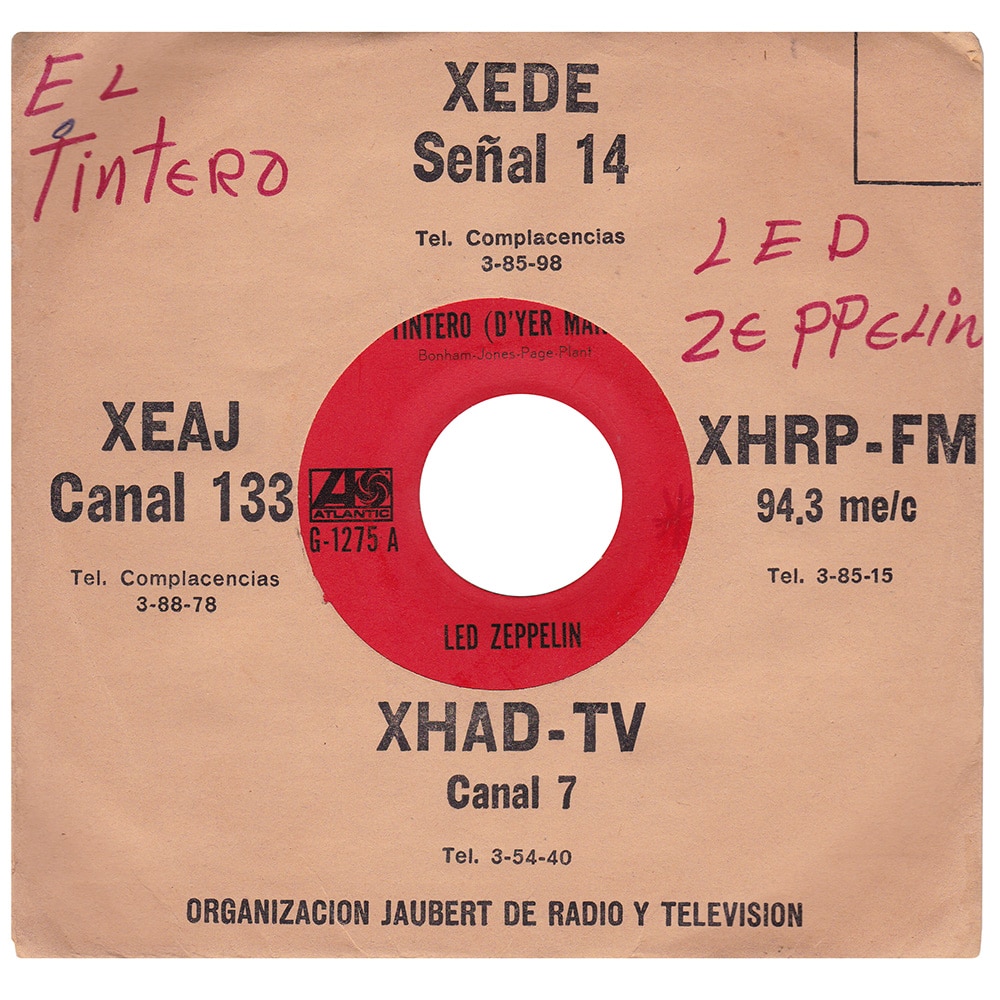 EL
TINTERO
XEDE
Señal 14
Tel. Complacencias
3-85-98
LED
ZEPPELIN
TINTERO (D'YER MAK
Bonham-Jones-Page-Plant
XEAJ
Canal 133
Tel. Complacencias
3-88-78
ATLANTIC
G-1275 A
LED ZEPPELIN
XHRP-FM
94.3 me/c
Tel. 3-85-15
XHAD-TV
Canal 7
Tel. 3-54-40
ORGANIZACION JAUBERT DE RADIO Y TELEVISION